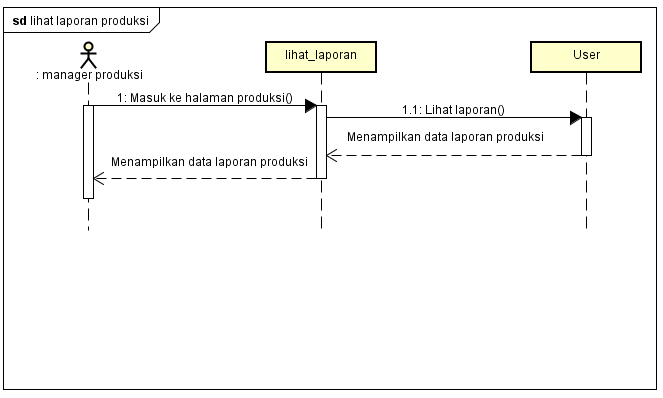 sd lihat laporan produksi
: manager produksi
lihat_laporan
User
1: Masuk ke halaman produksi()
1.1: Lihat laporan()
Menampilkan data laporan produksi
Menampilkan data laporan produksi